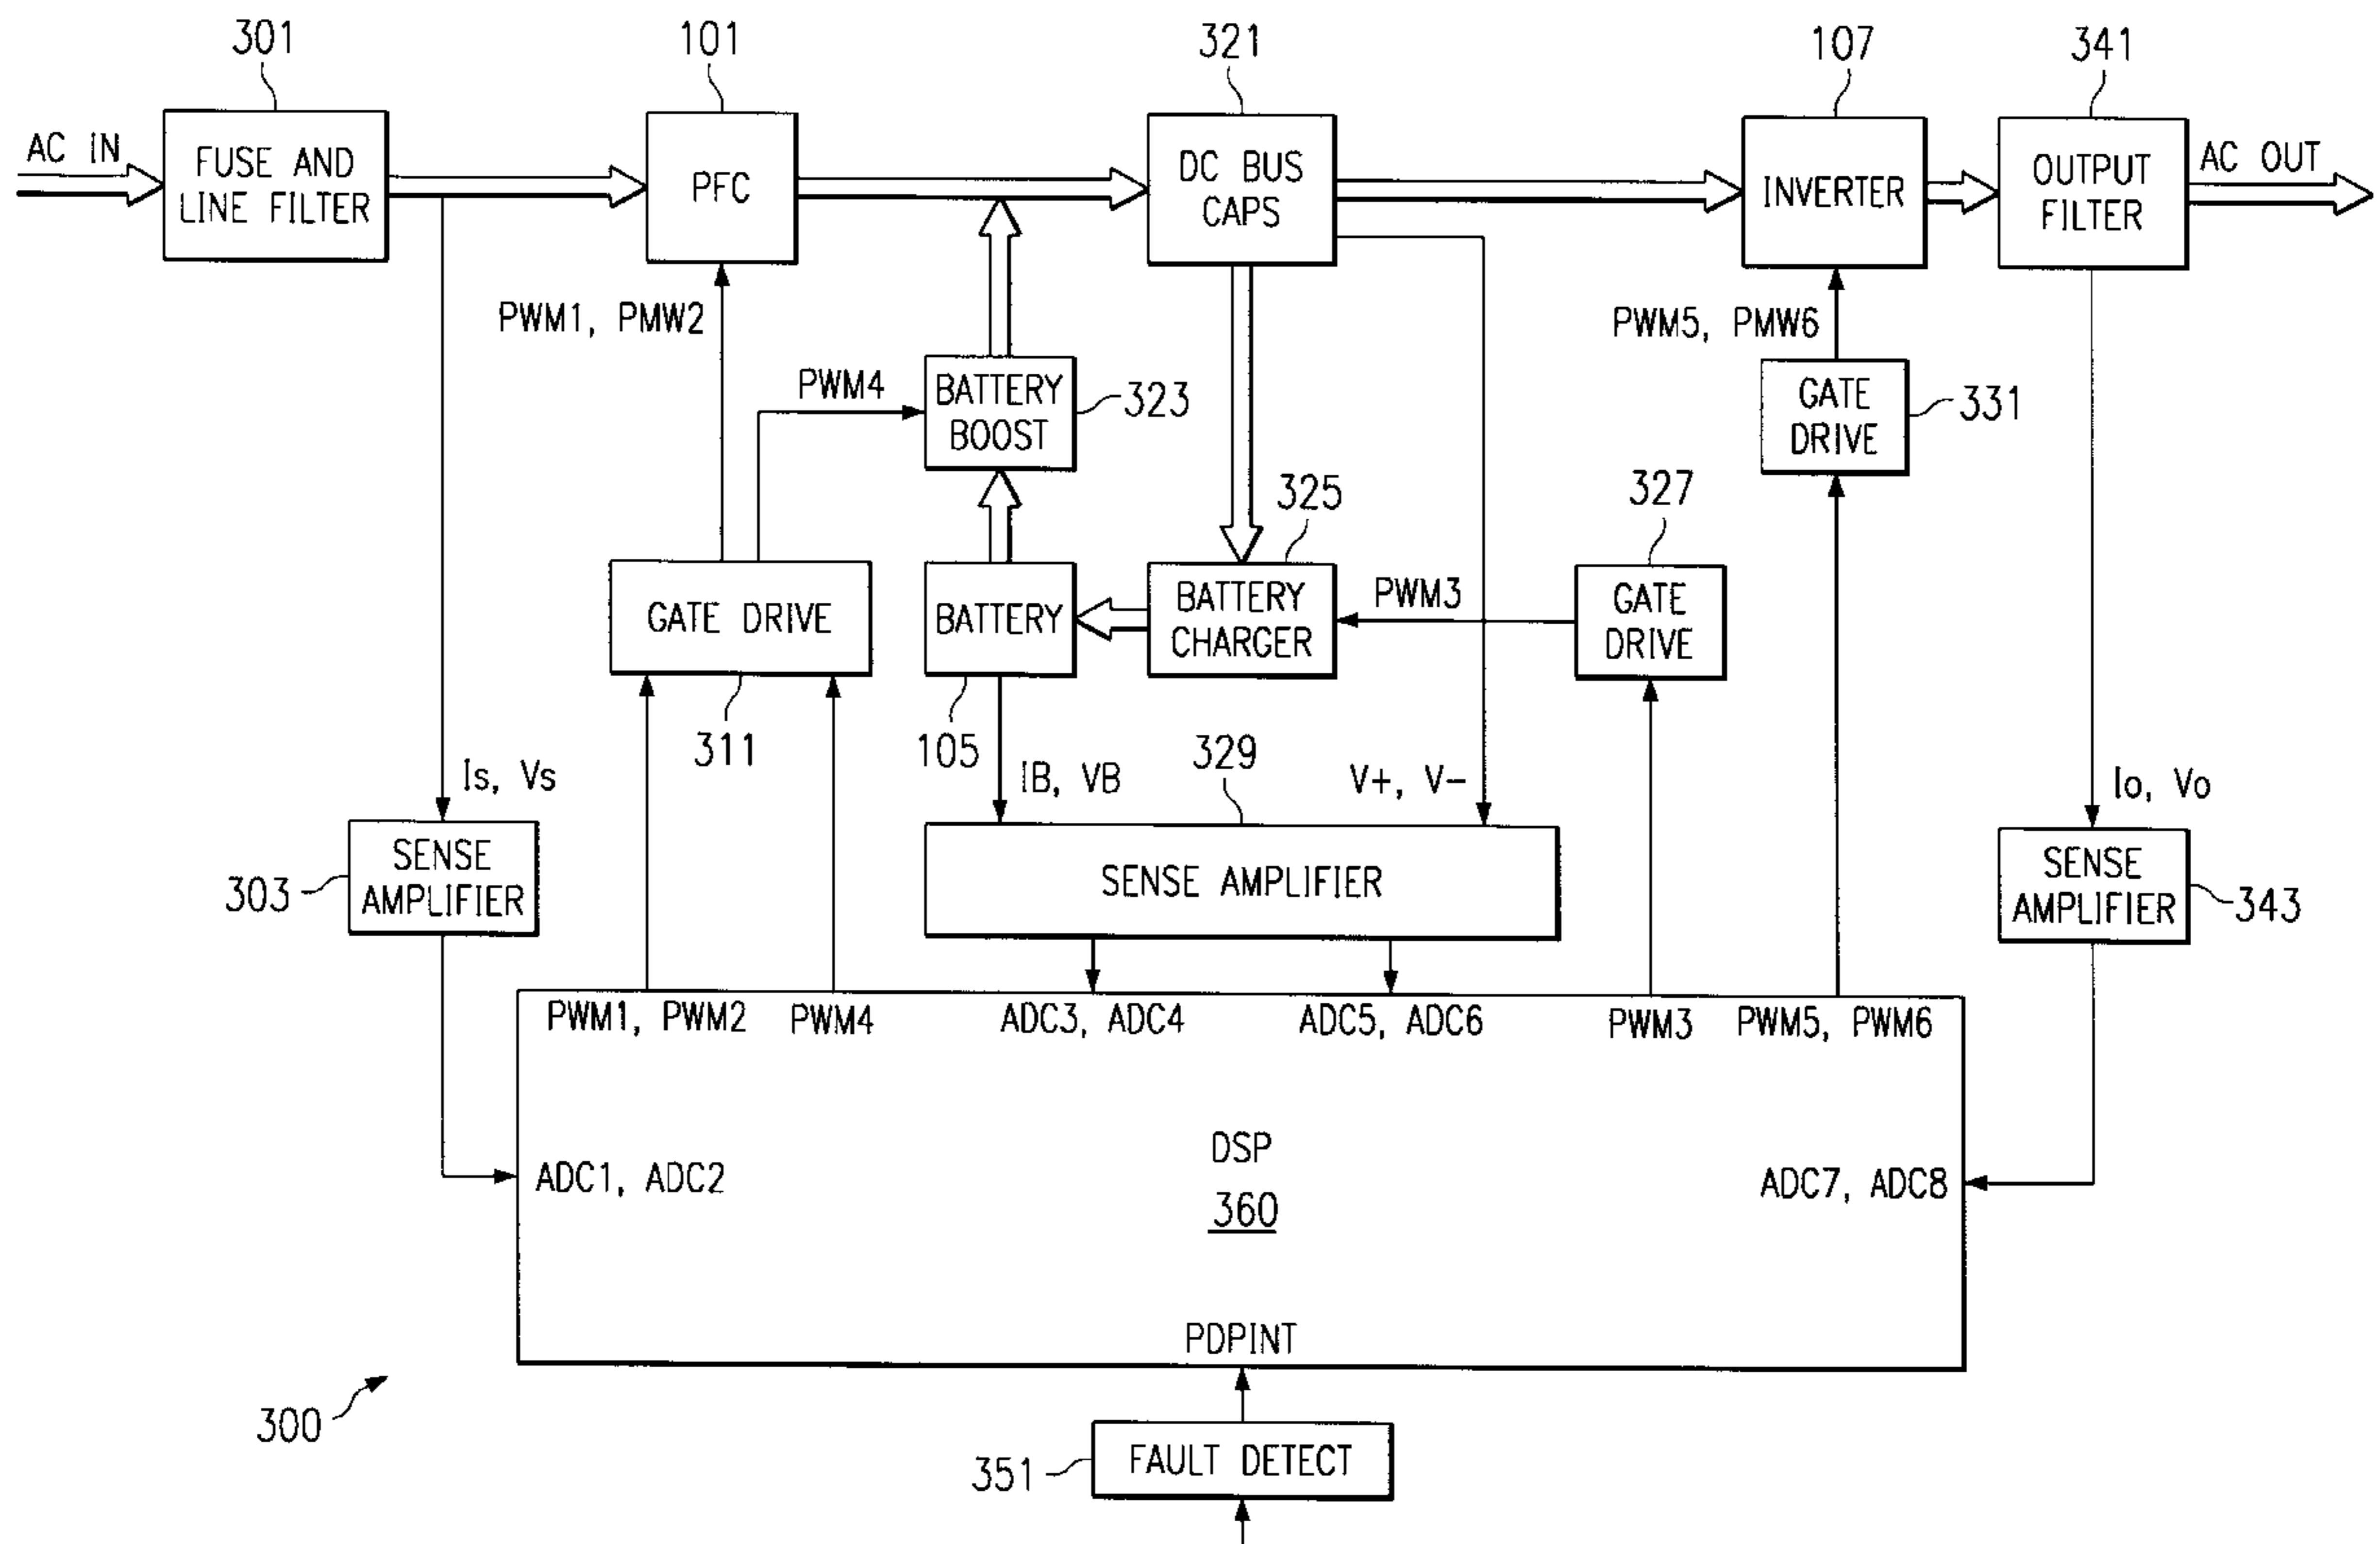 301
101
321
107
341
AC IN
FUSE AND
LINE FILTER
PFC
DC BUS
CAPS
INVERTER
OUTPUT
FILTER
AC OUT
PWM1, PMW2
PWM5, PMW6
PWM4
BATTERY
BOOST
323
GATE
DRIVE
331
325
327
GATE DRIVE
BATTERY
BATTERY
CHARGER
PWM3
GATE
DRIVE
311
105
329
Is, Vs
IB, VB
V+, V-
Io, Vo
303
SENSE
AMPLIFIER
SENSE AMPLIFIER
SENSE
AMPLIFIER
343
PWM1, PWM2
PWM4
ADC3, ADC4
ADC5, ADC6
PWM3
PWM5, PWM6
ADC1, ADC2
DSP
360
ADC7, ADC8
PDPINT
300
351
FAULT DETECT